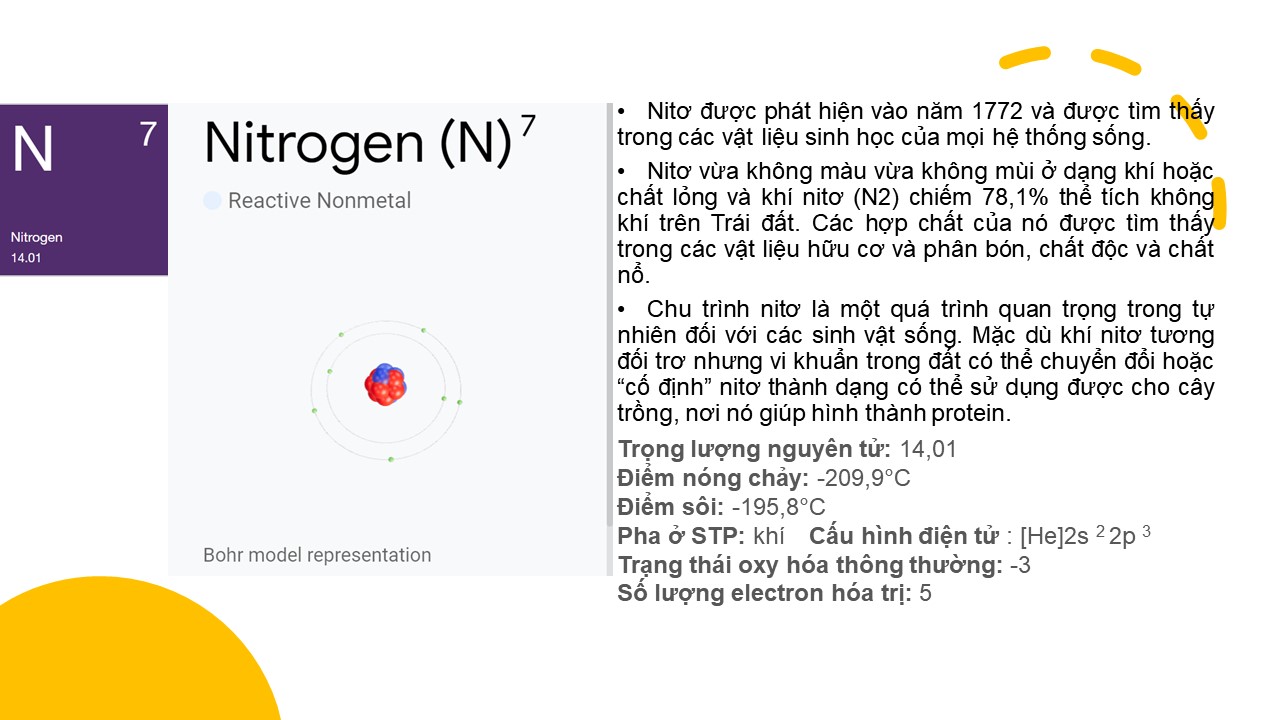 N 7
Nitrogen
14.01
Nitrogen (N) 7
Reactive Nonmetal
Bohr model representation
• Nitơ được phát hiện vào năm 1772 và được tìm thấy
trong các vật liệu sinh học của mọi hệ thống sống.
• Nitơ vừa không màu vừa không mùi ở dạng khí hoặc
chất lỏng và khí nitơ (N2) chiếm 78,1% thể tích không
khí trên Trái đất. Các hợp chất của nó được tìm thấy
trong các vật liệu hữu cơ và phân bón, chất độc và chất
nổ.
• Chu trình nitơ là một quá trình quan trọng trong tự
nhiên đối với các sinh vật sống. Mặc dù khí nitơ tương
đối trơ nhưng vi khuẩn trong đất có thể chuyển đổi hoặc
“cố định” nitơ thành dạng có thể sử dụng được cho cây
trồng, nơi nó giúp hình thành protein.
Trọng lượng nguyên tử: 14,01
Điểm nóng chảy: -209,9°C
Điểm sôi: -195,8°C
Pha ở STP: khí Cấu hình điện tử : [He]2s 2 2p 3
Trạng thái oxy hóa thông thường: -3
Số lượng electron hóa trị: 5